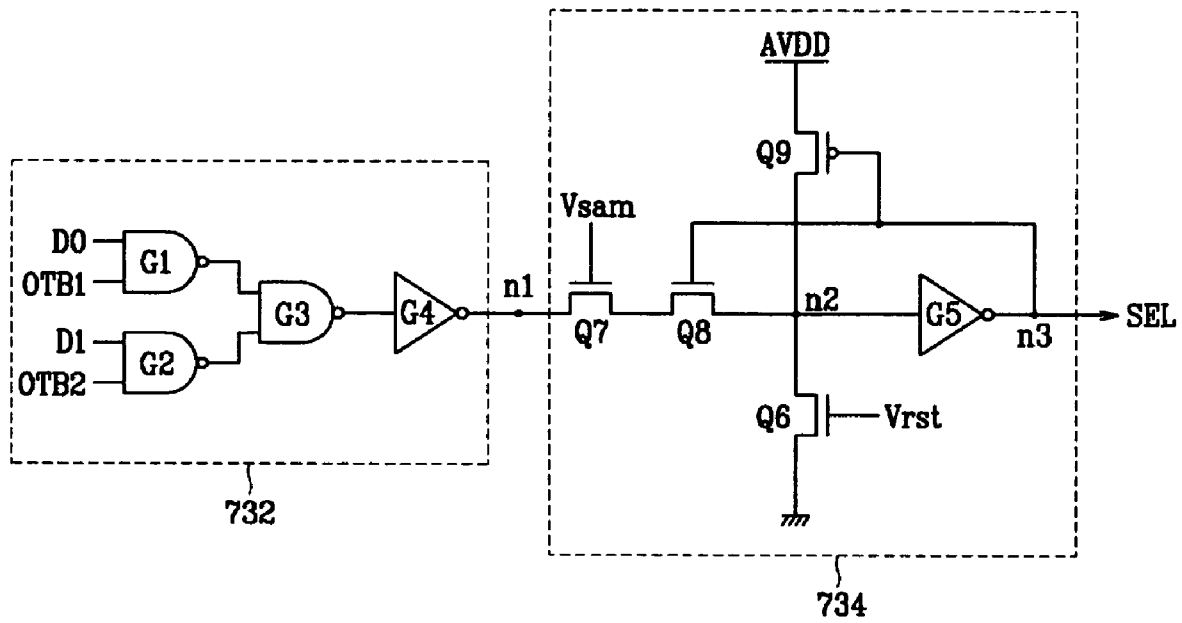 AVDD
Q9
Vsam
D0
OTB1
G1
G3
G4
n1
Q7
Q8
n2
G5
n3
SEL
D1
OTB2
G2
Q6
Vrst
732
734